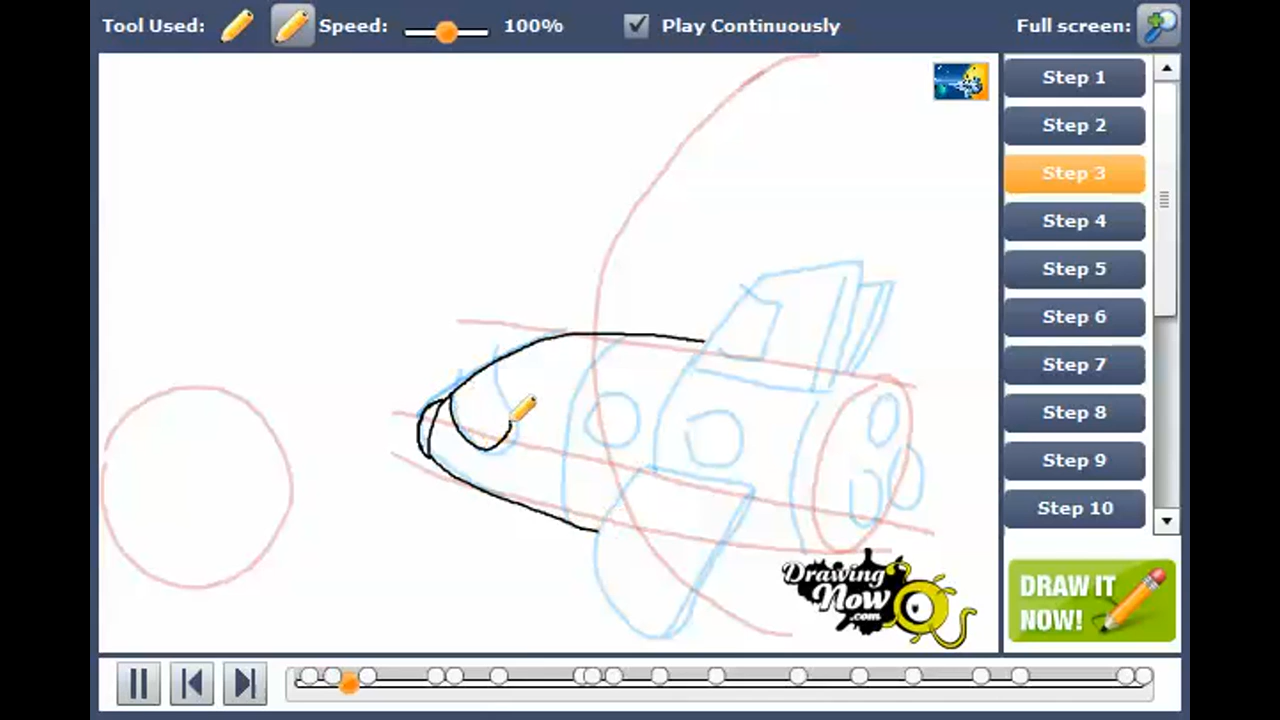 Tool Used:
Speed:
100%
Play Continuously
Full screen:
Step 1
Step 2
Step 3
Step 4
Step 5
Step 6
Step 7
Step 8
Step 9
Step 10
Drawing
Now
.com
DRAW IT
NOW!